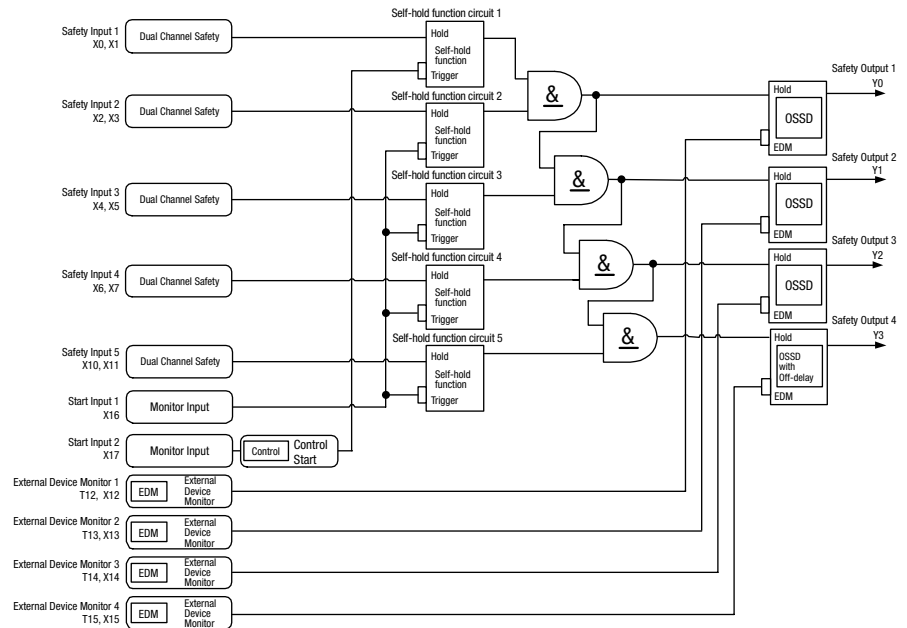 Self-hold function circuit 1
Safety Input 1
X0, X1
Dual Channel Safety
Hold
Self-hold
function
Trigger
Self-hold function circuit 2
Safety Input 2
X2, X3
Dual Channel Safety
Hold
Self-hold
function
Trigger
Self-hold function circuit 3
Safety Input 3
X4, X5
Dual Channel Safety
Hold
Self-hold
function
Trigger
Self-hold function circuit 4
Safety Input 4
X6, X7
Dual Channel Safety
Hold
Self-hold
function
Trigger
Self-hold function circuit 5
Safety Input 5
X10, X11
Dual Channel Safety
Hold
Self-hold
function
Trigger
Start Input 1
X16
Monitor Input
Start Input 2
X17
Monitor Input
Control
Control
Start
External Device Monitor 1
T12, X12
EDM
External
Device
Monitor
External Device Monitor 2
T13, X13
EDM
External
Device
Monitor
External Device Monitor 3
T14, X14
EDM
External
Device
Monitor
External Device Monitor 4
T15, X15
EDM
External
Device
Monitor
&
&
&
&
Safety Output 1
Y0
Hold
OSSD
EDM
Safety Output 2
Y1
Hold
OSSD
EDM
Safety Output 3
Y2
Hold
OSSD
EDM
Safety Output 4
Y3
Hold
OSSD
with
Off-delay
EDM